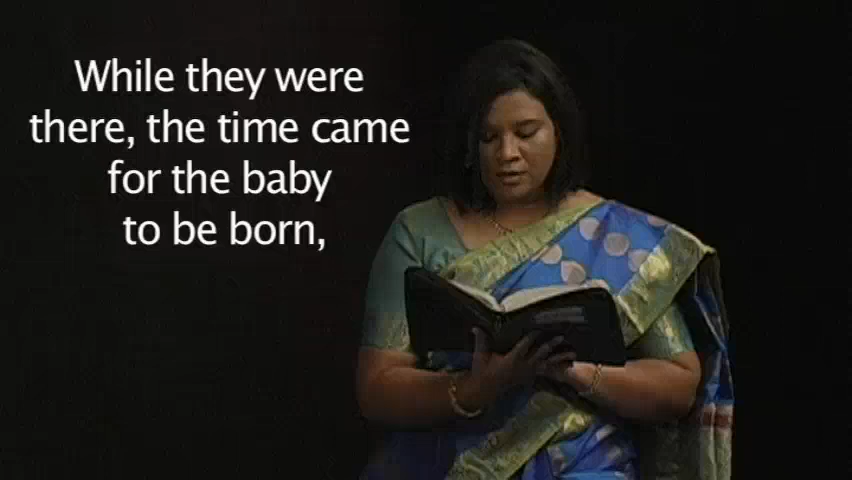 While they were
there, the time came
for the baby
to be born,